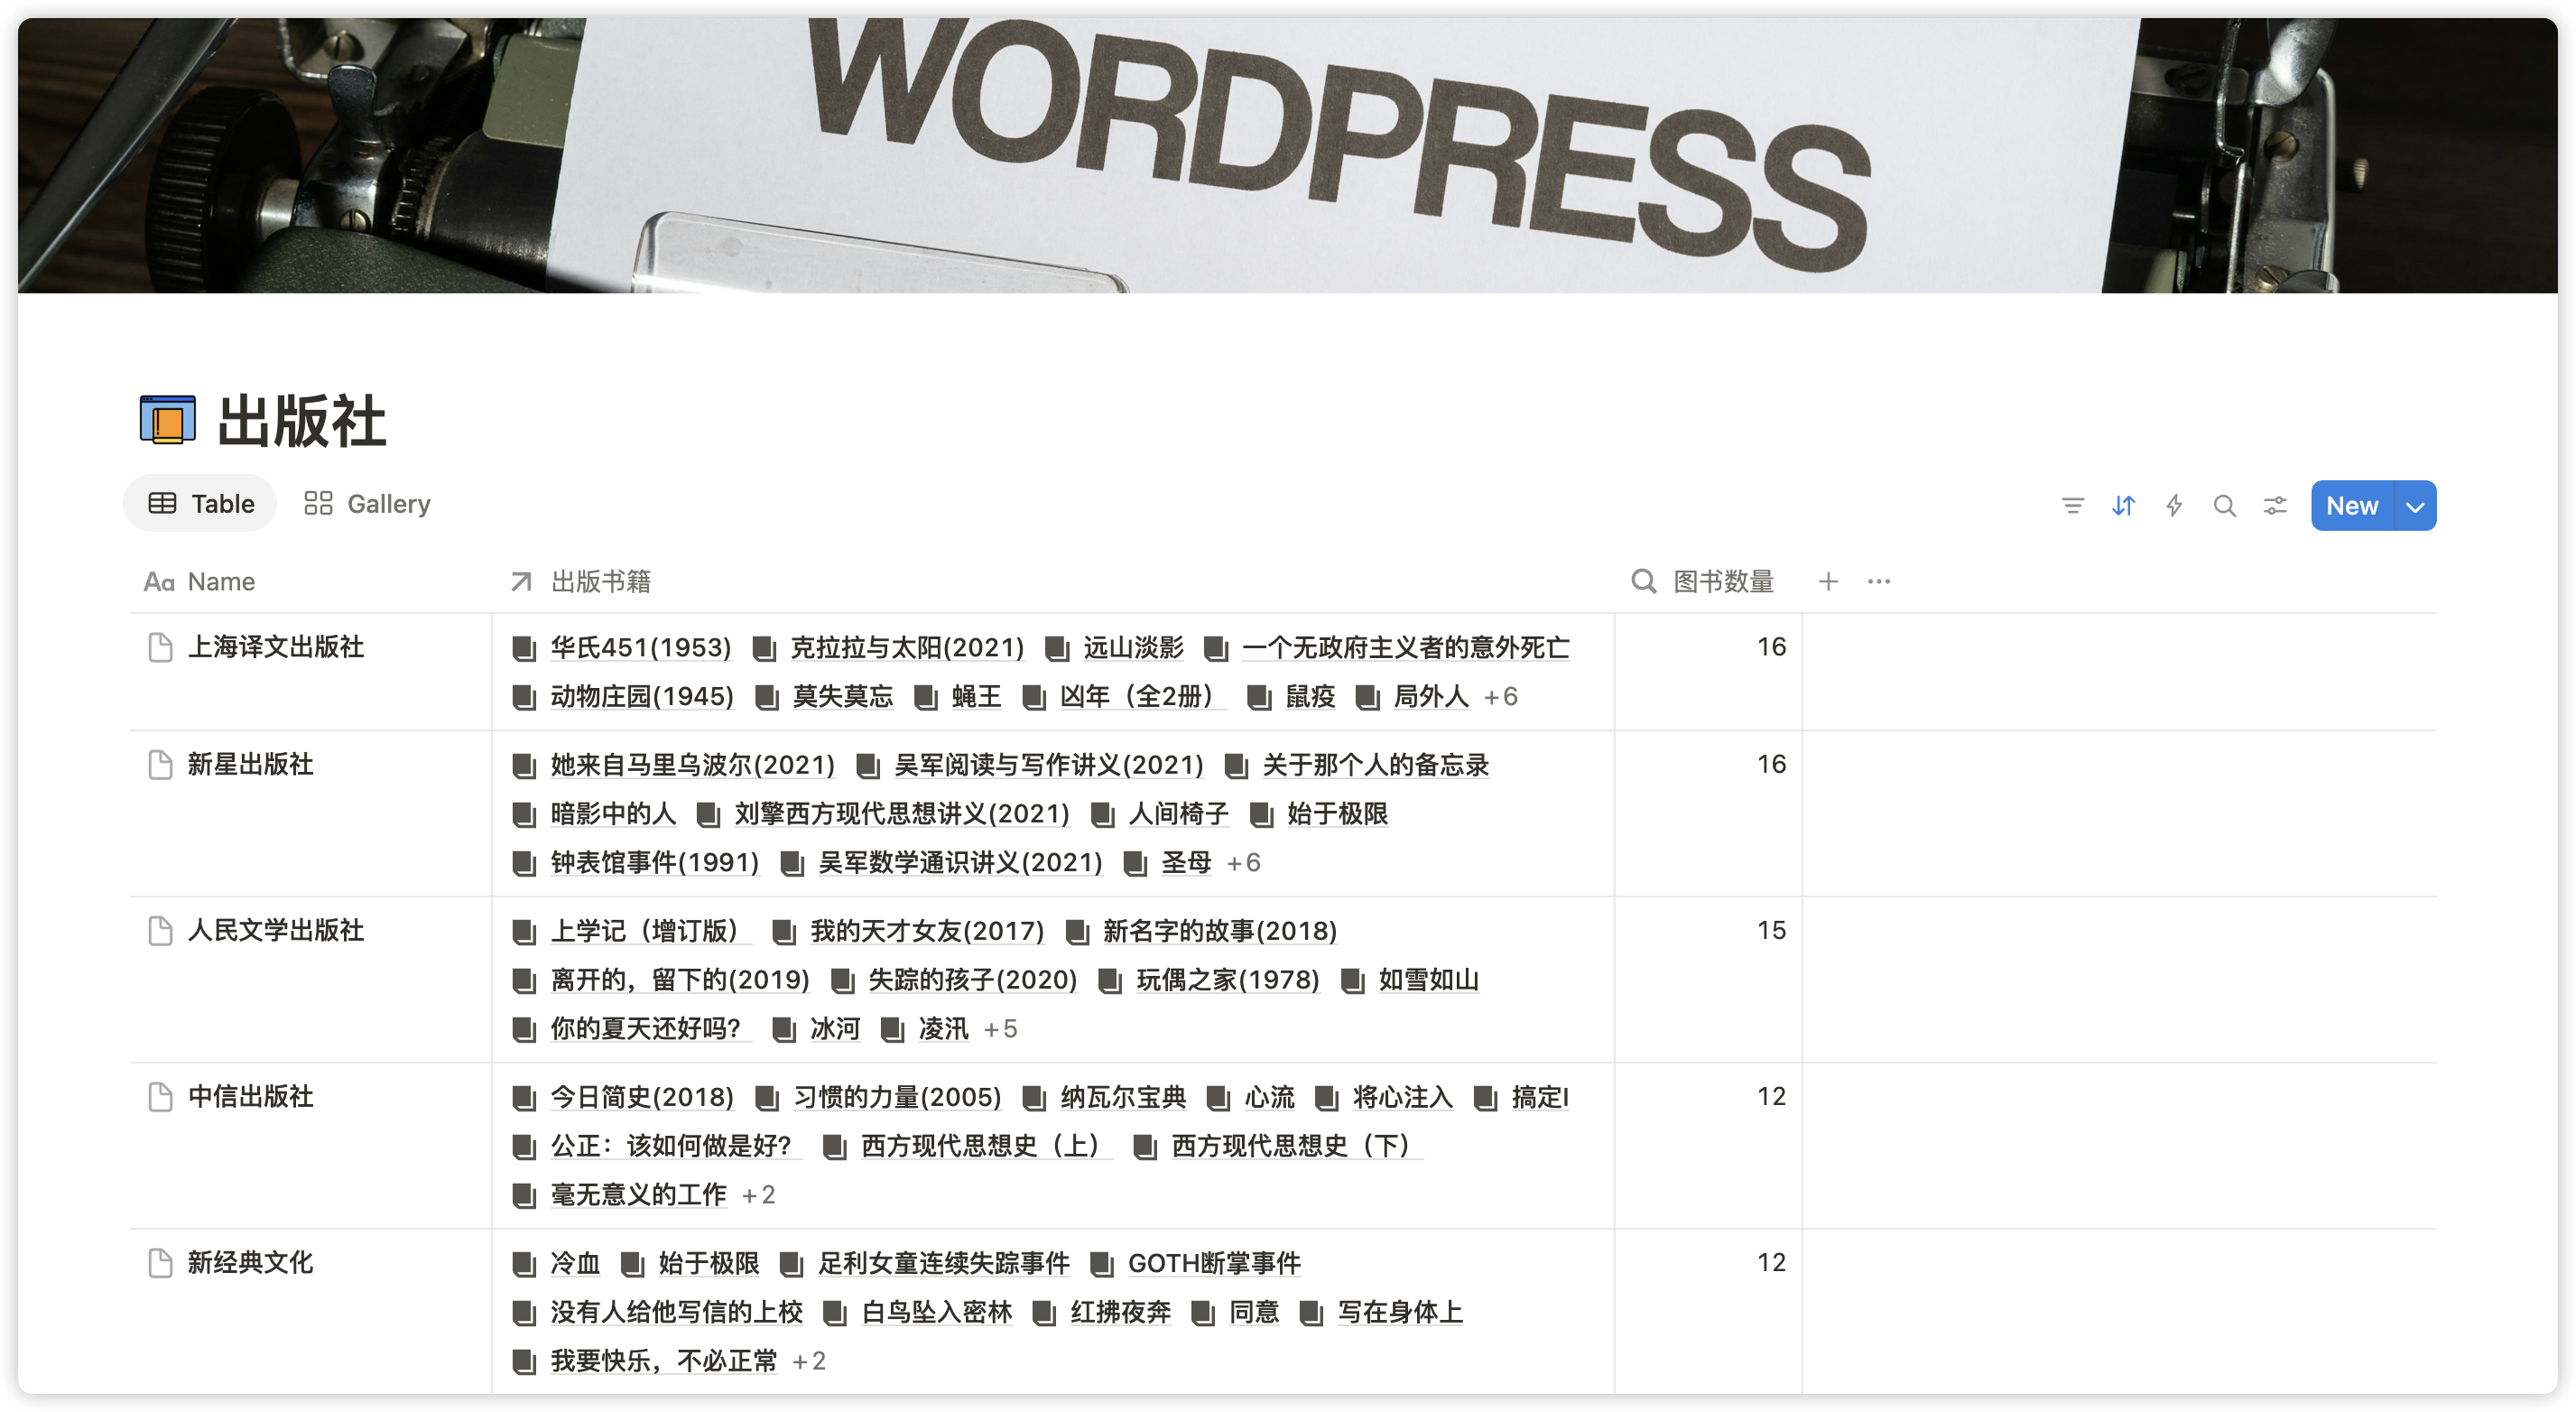 WORDPRESS
出版社
Table Gallery New
Aa Name 出版书籍 图书数量
上海译文出版社 华氏451(1953) 克拉拉与太阳(2021) 远山淡影 一个无政府主义者的意外死亡 16
动物庄园(1945) 莫失莫忘 蝇王 凶年（全2册） 鼠疫 局外人 +6
新星出版社 她来自马里乌波尔(2021) 吴军阅读与写作讲义(2021) 关于那个人的备忘录 16
暗影中的人 刘擎西方现代思想讲义(2021) 人间椅子 始于极限
钟表馆事件(1991) 吴军数学通识讲义(2021) 圣母 +6
人民文学出版社 上学记（增订版） 我的天才女友(2017) 新名字的故事(2018) 15
离开的，留下的(2019) 失踪的孩子(2020) 玩偶之家(1978) 如雪如山
你的夏天还好吗？ 冰河 凌汛 +5
中信出版社 今日简史(2018) 习惯的力量(2005) 纳瓦尔宝典 心流 将心注入 搞定I 12
公正：该如何做是好？ 西方现代思想史（上） 西方现代思想史（下）
毫无意义的工作 +2
新经典文化 冷血 始于极限 足利女童连续失踪事件 GOTH断掌事件 12
没有人给他写信的上校 白鸟坠入密林 红拂夜奔 同意 写在身体上
我要快乐，不必正常 +2